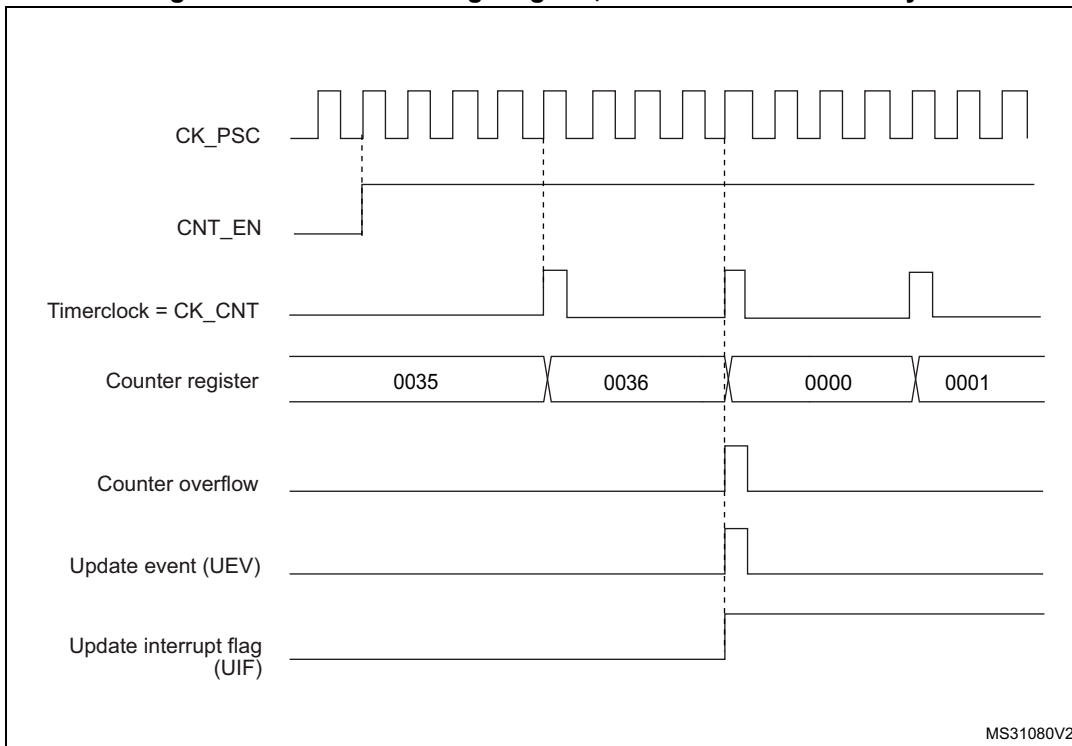 CK_PSC
CNT_EN
Timerclock = CK_CNT
Counter register
0035
0036
0000
0001
Counter overflow
Update event (UEV)
Update interrupt flag
(UIF)
MS31080V2